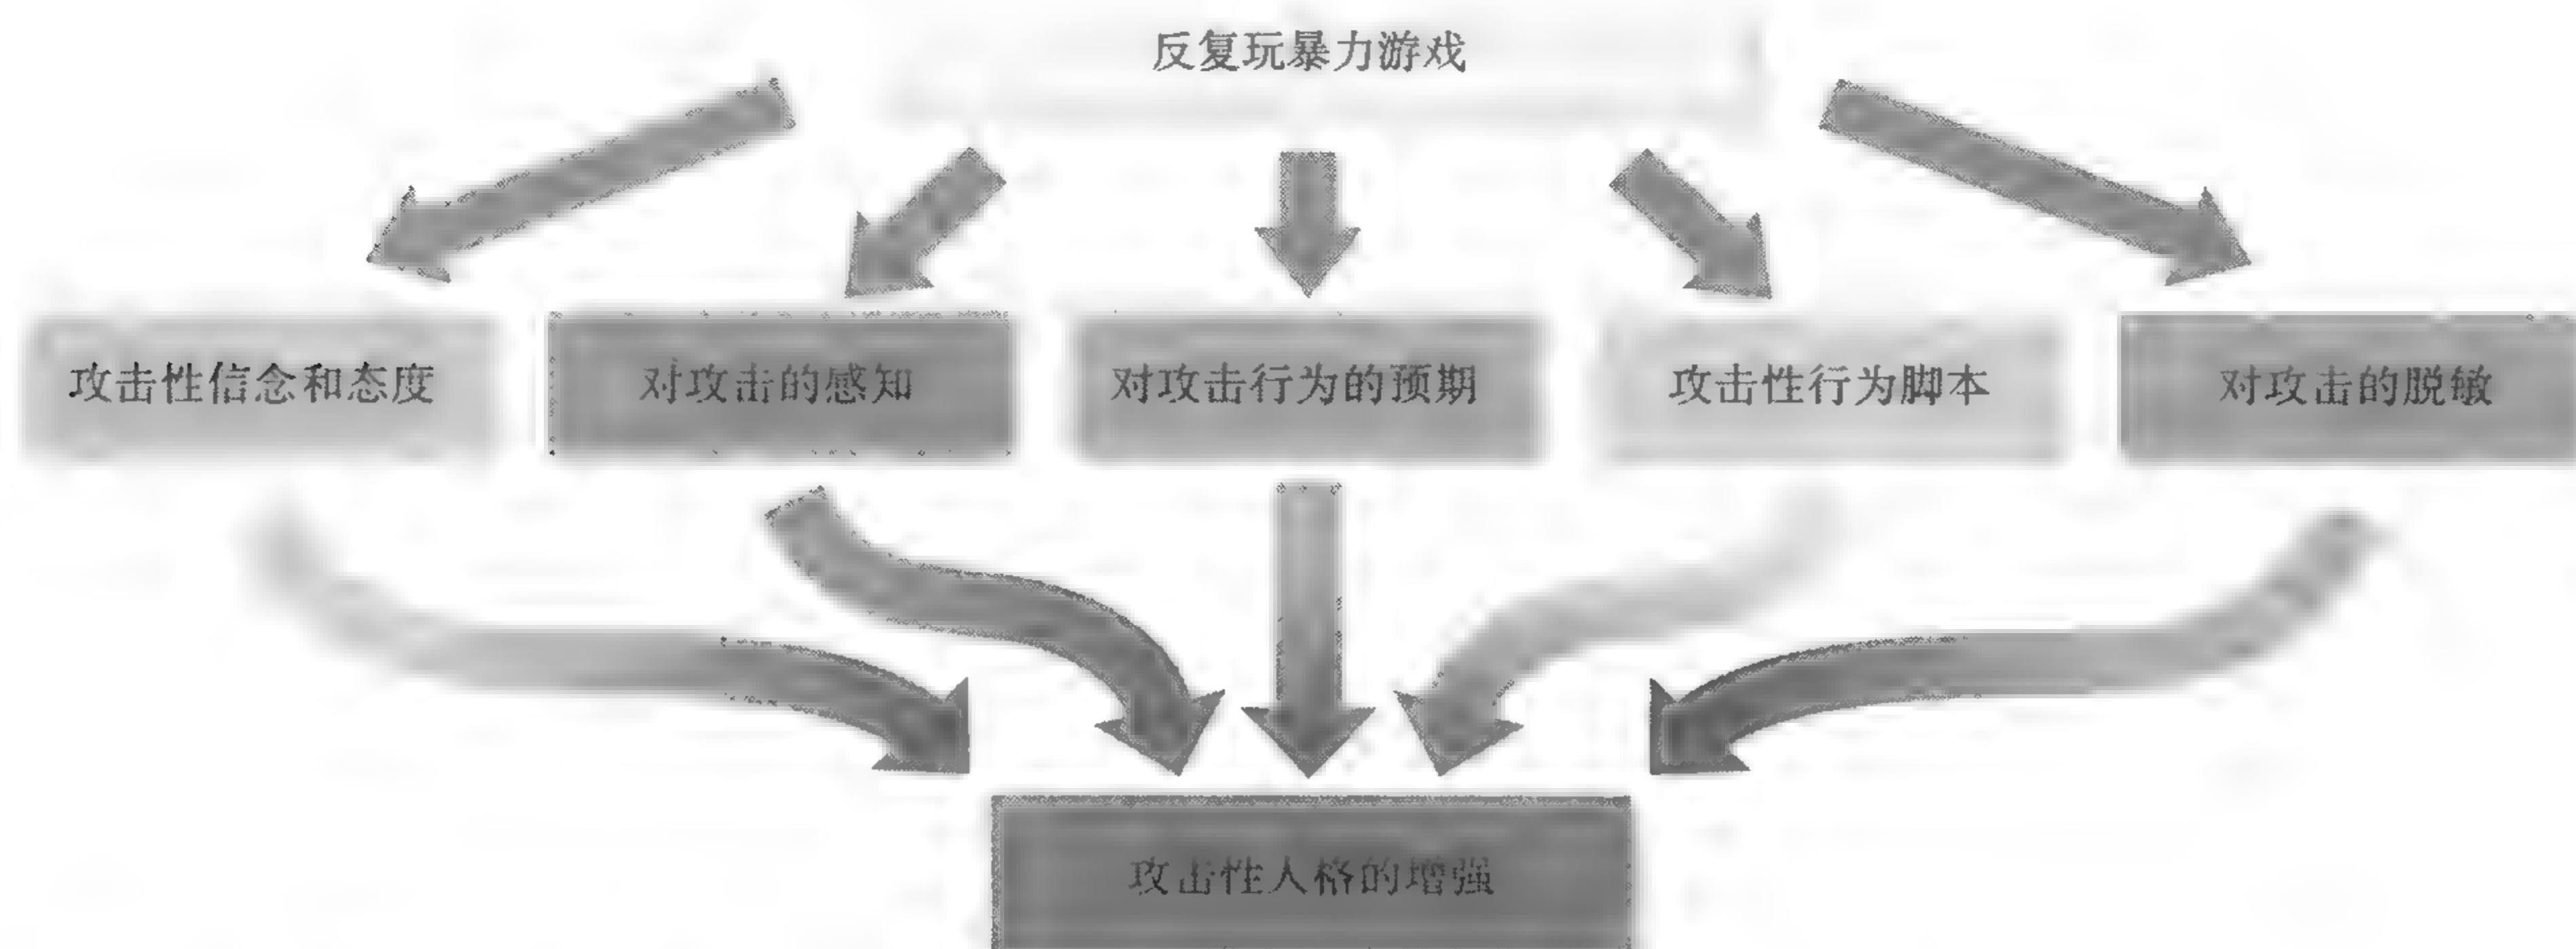 反复玩暴力游戏
攻击性信念和态度
对攻击的感知
对攻击行为的预期
攻击性行为脚本
对攻击的脱敏
攻击性人格的增强